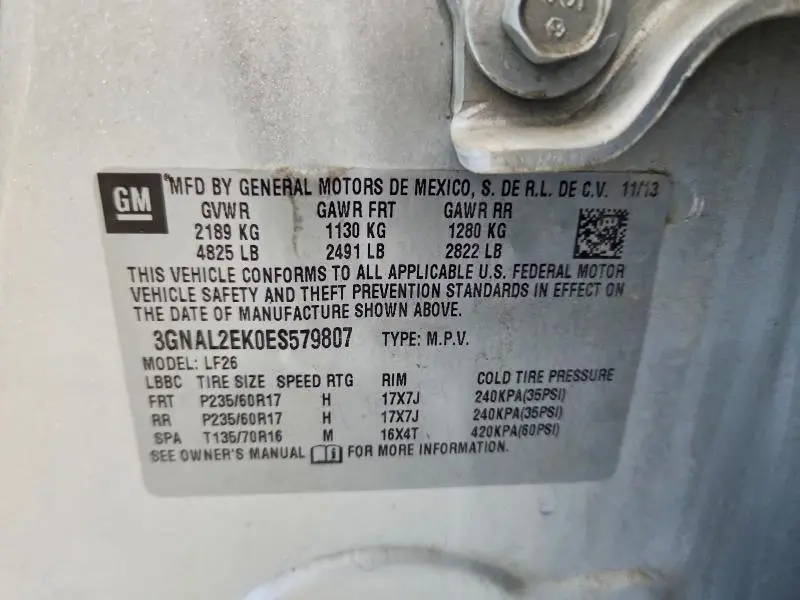 GM
MFD BY GENERAL MOTORS DE MEXICO, S. DE R.L. DE C.V. 11/13
GVWR GAWR FRT GAWR RR
2189 KG 1130 KG 1280 KG
4825 LB 2491 LB 2822 LB
THIS VEHICLE CONFORMS TO ALL APPLICABLE U.S. FEDERAL MOTOR
VEHICLE SAFETY AND THEFT PREVENTION STANDARDS IN EFFECT ON
THE DATE OF MANUFACTURE SHOWN ABOVE.
3GNAL2EK0ES579807 TYPE: M.P.V.
MODEL: LF26
LBBC TIRE SIZE SPEED RTG RIM COLD TIRE PRESSURE
FRT P235/60R17 H 17X7J 240KPA(35PSI)
RR P235/60R17 H 17X7J 240KPA(35PSI)
SPA T135/70R16 M 16X4T 420KPA(60PSI)
SEE OWNER'S MANUAL FOR MORE INFORMATION.